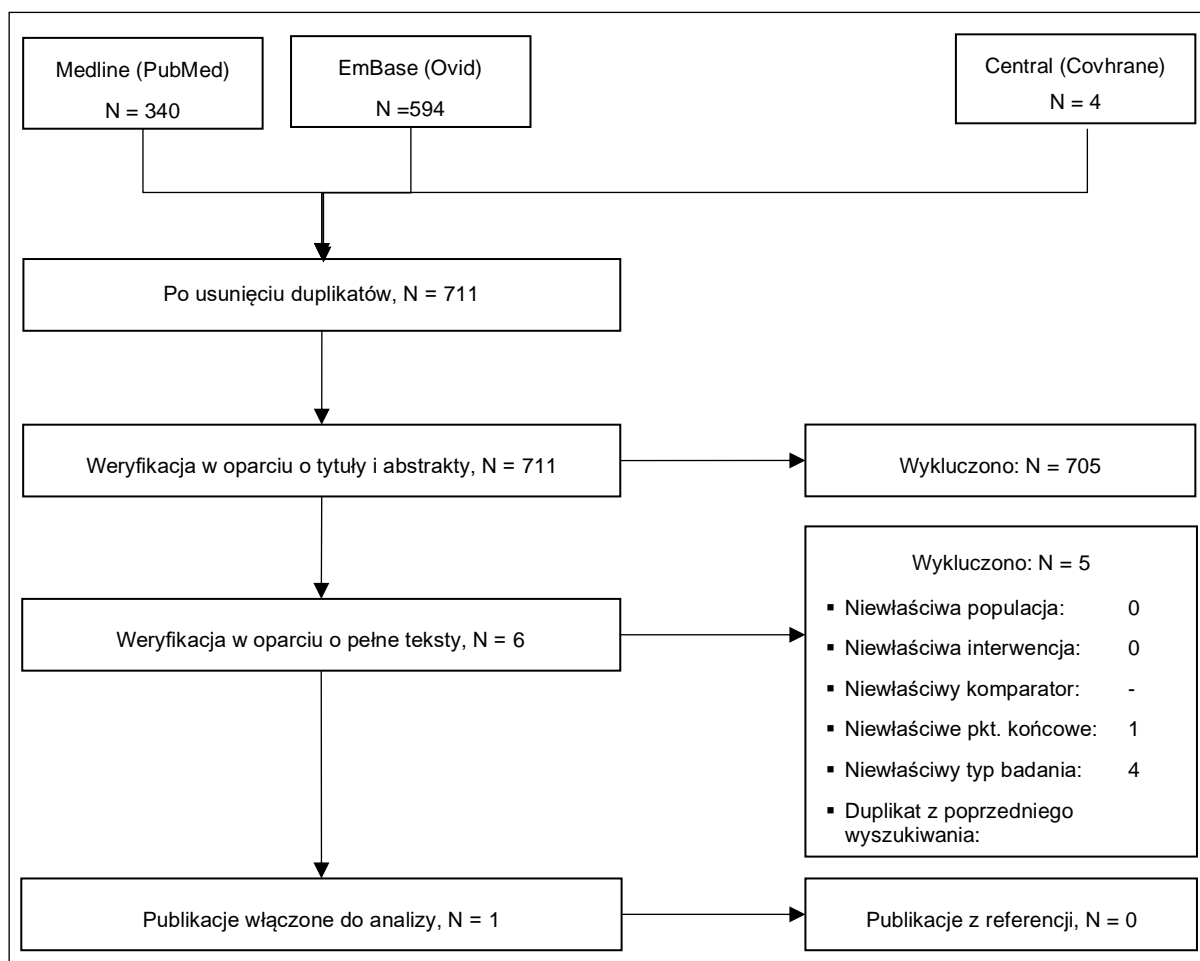 Medline (PubMed)
N = 340
EmBase (Ovid)
N =594
Central (Covhrane)
N = 4
Po usunięciu duplikatów, N = 711
Weryfikacja w oparciu o tytuły i abstrakty, N = 711
Wykluczono: N = 705
Weryfikacja w oparciu o pełne teksty, N = 6
Wykluczono: N = 5
▪ Niewłaściwa populacja: 0
▪ Niewłaściwa interwencja: 0
▪ Niewłaściwy komparator: -
▪ Niewłaściwe pkt. końcowe: 1
▪ Niewłaściwy typ badania: 4
▪ Duplikat z poprzedniego
wyszukiwania:
Publikacje włączone do analizy, N = 1
Publikacje z referencji, N = 0